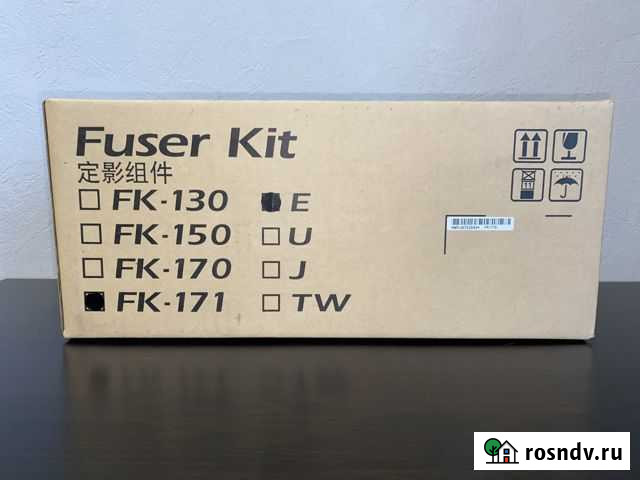 Fuser Kit
定影组件
FK-130
E
FK-150
U
FK-170
J
FK-171
TW
rosndv.ru